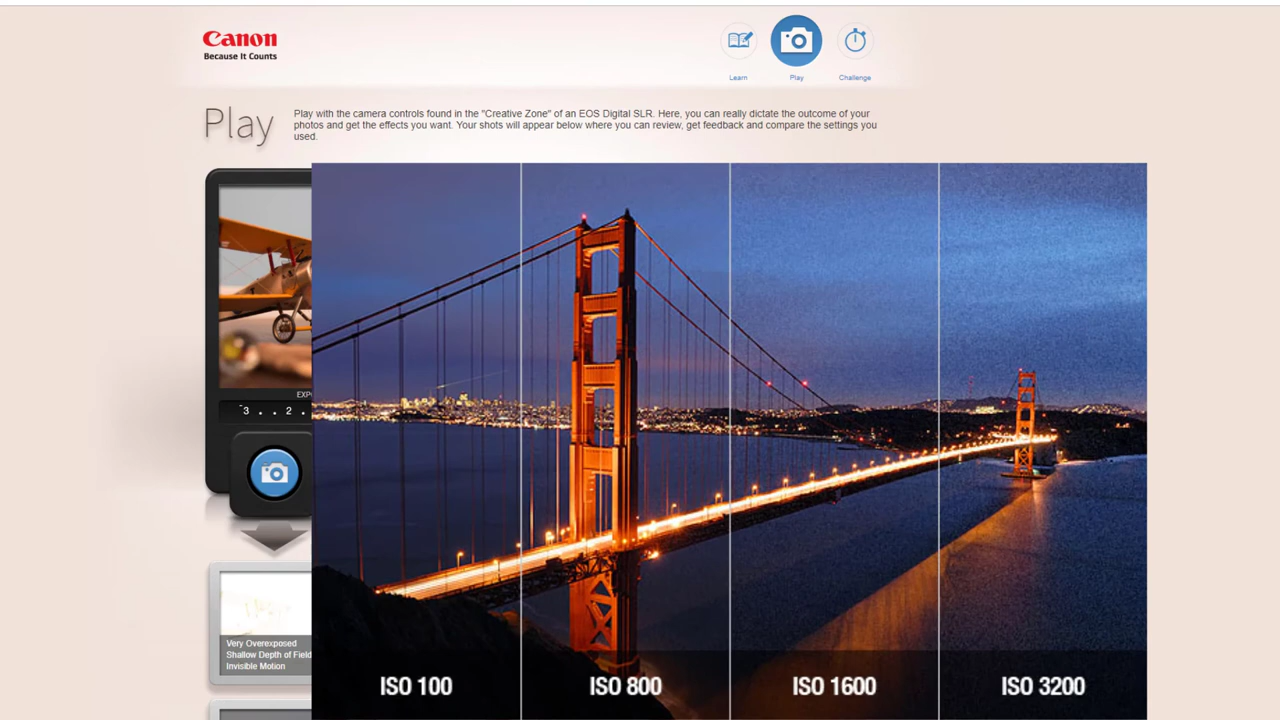 Canon
Because It Counts
Learn
Play
Challenge
Play
Play with the camera controls found in the "Creative Zone" of an EOS Digital SLR. Here, you can really dictate the outcome of your
photos and get the effects you want. Your shots will appear below where you can review, get feedback and compare the settings you
used.
-3 . . 2 .
Very Overexposed
Shallow Depth of Field
Invisible Motion
ISO 100
ISO 800
ISO 1600
ISO 3200